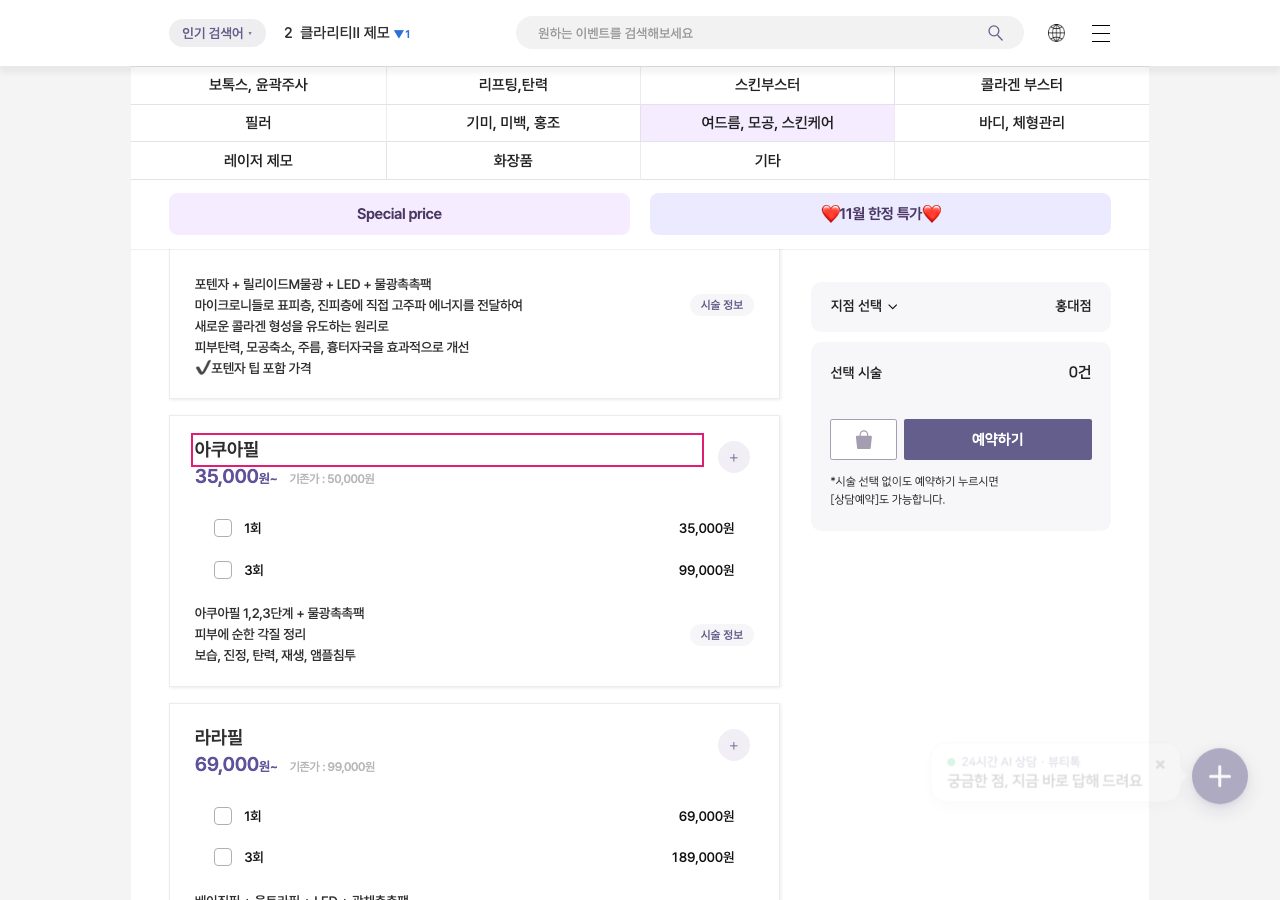 인기 검색어
2 클라리티II 제모 ▼1
원하는 이벤트를 검색해보세요
보톡스, 윤곽주사
리프팅,탄력
스킨부스터
콜라겐 부스터
필러
기미, 미백, 홍조
여드름, 모공, 스킨케어
바디, 체형관리
레이저 제모
화장품
기타
Special price
❤️11월 한정 특가❤️
포텐자 + 릴리이드M물광 + LED + 물광촉촉팩
마이크로니들로 표피층, 진피층에 직접 고주파 에너지를 전달하여
새로운 콜라겐 형성을 유도하는 원리로
피부탄력, 모공축소, 주름, 흉터자국을 효과적으로 개선
✔포텐자 팁 포함 가격
시술 정보
지점 선택
홍대점
선택 시술
0건
예약하기
*시술 선택 없이도 예약하기 누르시면
[상담예약]도 가능합니다.
아쿠아필
35,000원~ 기존가 : 50,000원
+
1회 35,000원
3회 99,000원
아쿠아필 1,2,3단계 + 물광촉촉팩
피부에 순한 각질 정리
보습, 진정, 탄력, 재생, 앰플침투
시술 정보
라라필
69,000원~ 기존가 : 99,000원
+
1회 69,000원
3회 189,000원
24시간 AI 상담 · 뷰티톡
궁금한 점, 지금 바로 답해 드려요